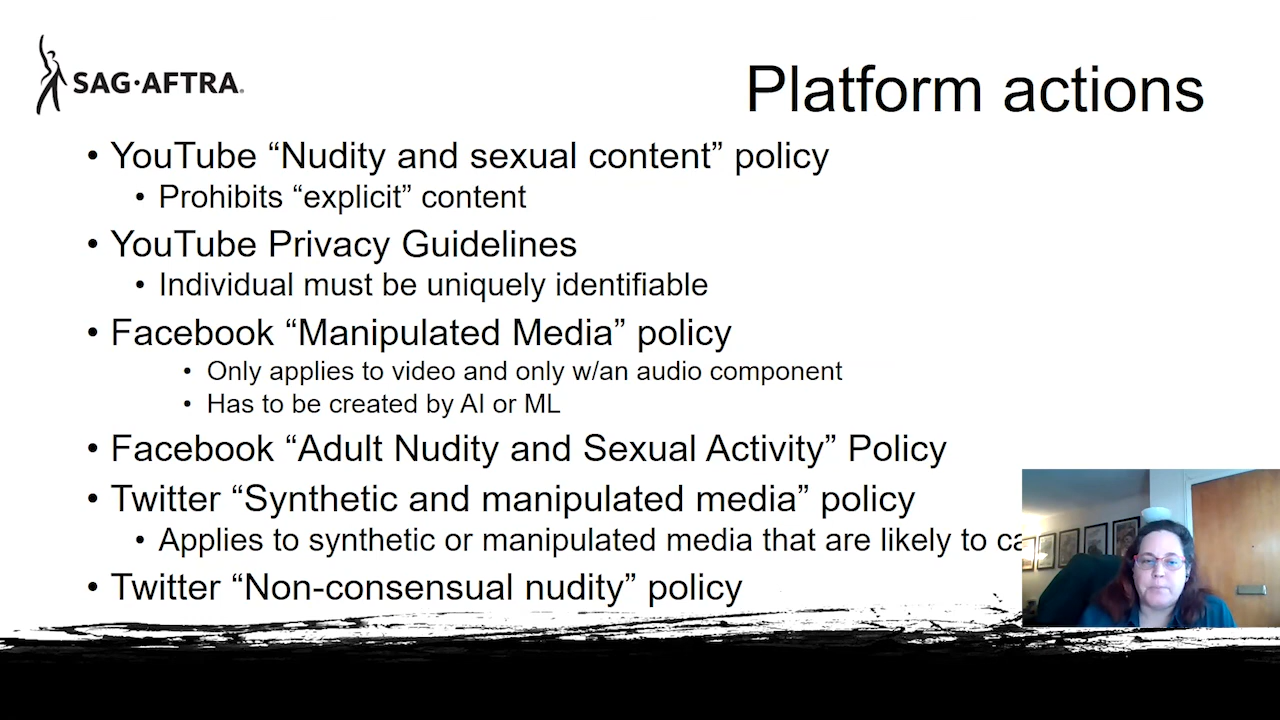 SAG·AFTRA.
Platform actions
• YouTube “Nudity and sexual content” policy
• Prohibits “explicit” content
• YouTube Privacy Guidelines
• Individual must be uniquely identifiable
• Facebook “Manipulated Media” policy
• Only applies to video and only w/an audio component
• Has to be created by AI or ML
• Facebook “Adult Nudity and Sexual Activity” Policy
• Twitter “Synthetic and manipulated media” policy
• Applies to synthetic or manipulated media that are likely to
• Twitter “Non-consensual nudity” policy